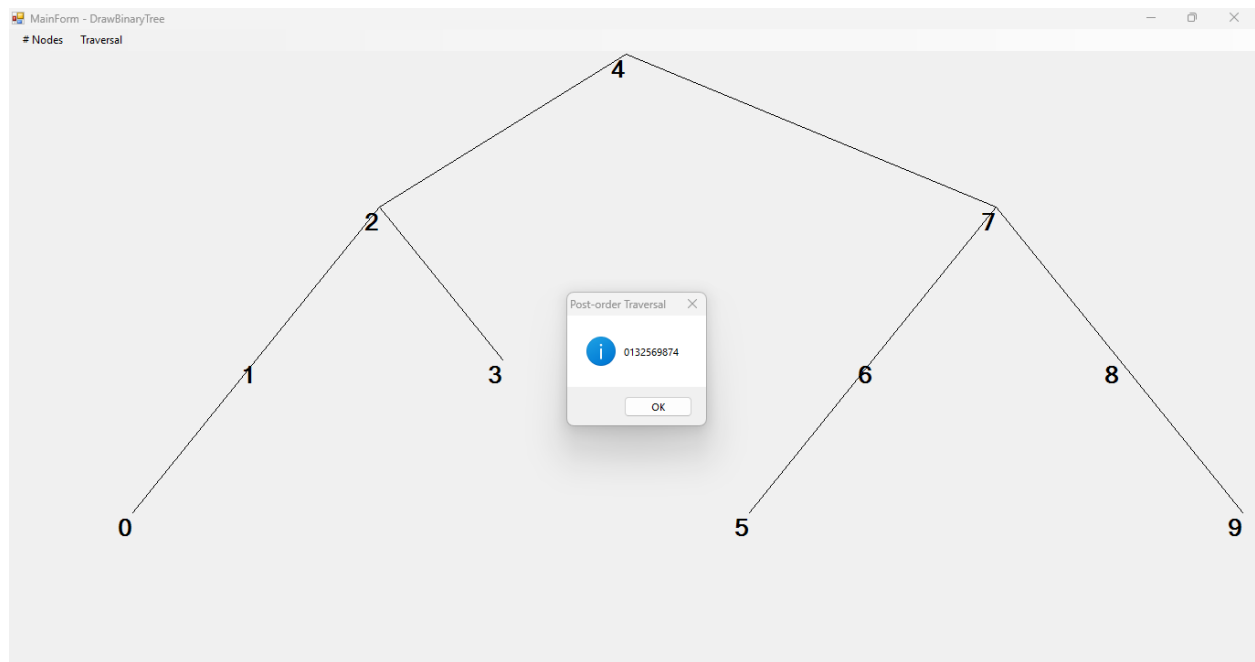 MainForm - DrawBinaryTree
# Nodes Traversal
4
2 7
Post-order Traversal
0132569874
1 3 6 8
OK
0 5 9